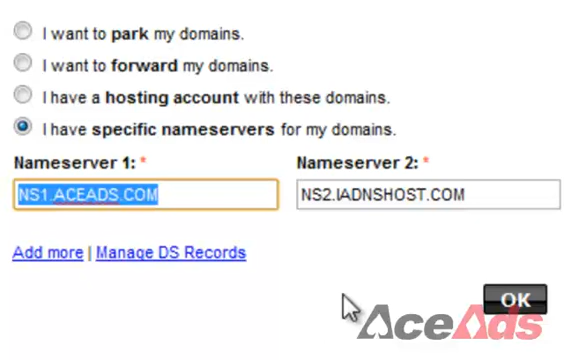 I want to park my domains.
I want to forward my domains.
I have a hosting account with these domains.
I have specific nameservers for my domains.
Nameserver 1: * Nameserver 2: *
NS1.ACEADS.COM NS2.IADNSHOST.COM
Add more | Manage DS Records
OK
AceAds